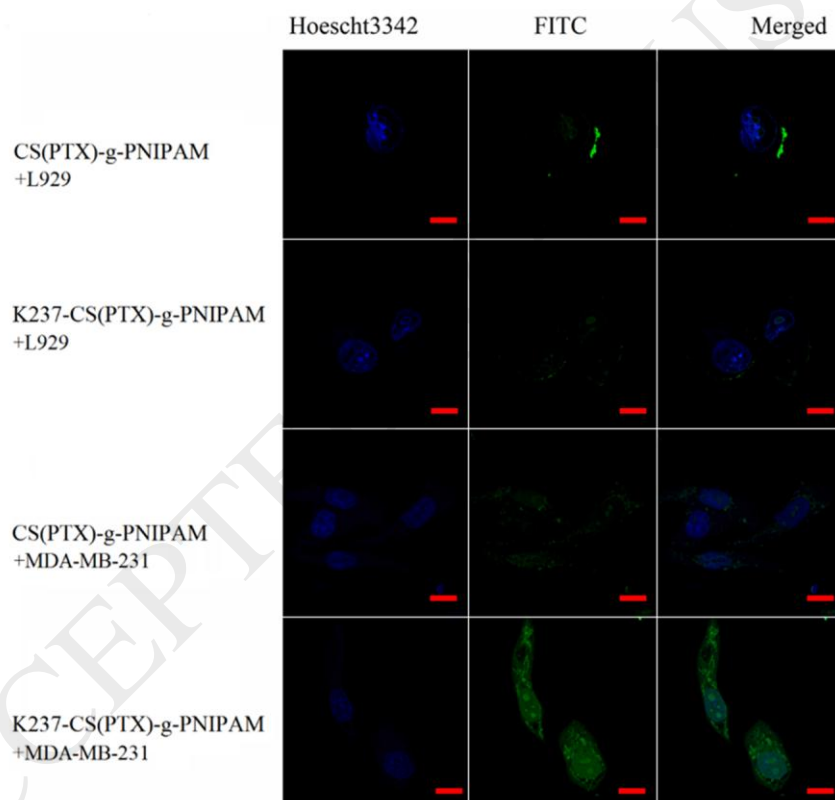 Hoescht3342 FITC Merged
CS(PTX)-g-PNIPAM
+L929
K237-CS(PTX)-g-PNIPAM
+L929
CS(PTX)-g-PNIPAM
+MDA-MB-231
K237-CS(PTX)-g-PNIPAM
+MDA-MB-231